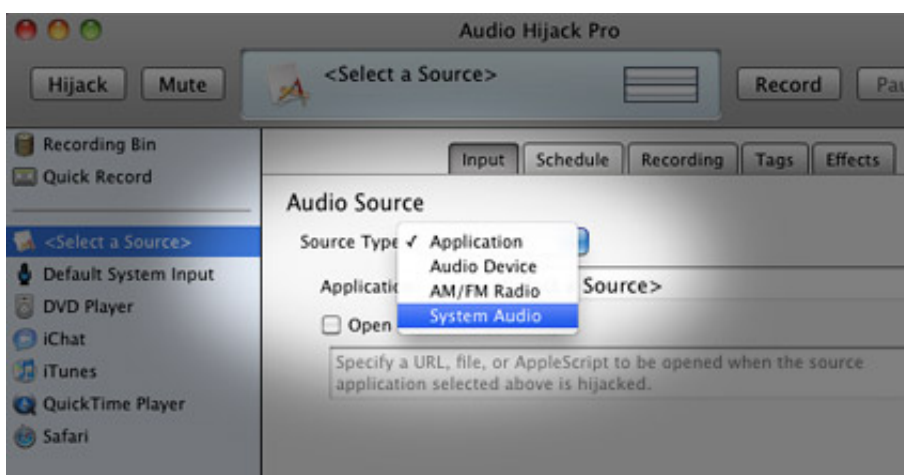 Audio Hijack Pro
Hijack Mute <Select a Source> Record
Recording Bin
Quick Record
<Select a Source>
Default System Input
DVD Player
iChat
iTunes
QuickTime Player
Safari
Input Schedule Recording Tags Effects
Audio Source
Source Type ✓ Application
Audio Device
AM/FM Radio
System Audio
Source>
Open
Specify a URL, file, or AppleScript to be opened when the source
application selected above is hijacked.